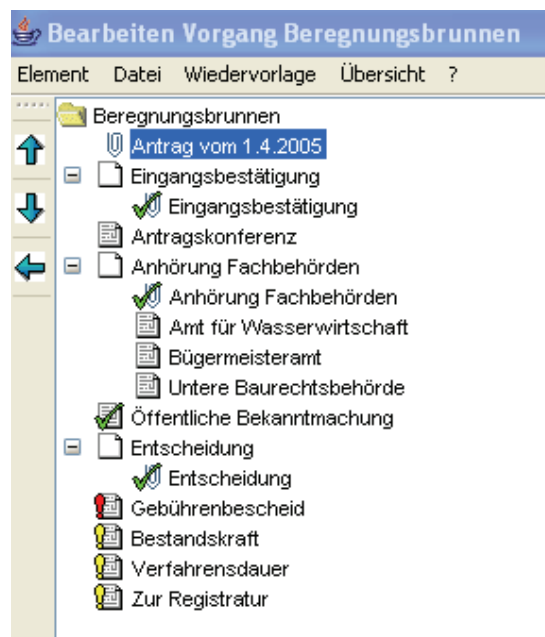 Bearbeiten Vorgang Beregnungsbrunnen
Element Datei Wiedervorlage Übersicht ?
Beregnungsbrunnen
Antrag vom 1.4.2005
Eingangsbestätigung
Eingangsbestätigung
Antragskonferenz
Anhörung Fachbehörden
Anhörung Fachbehörden
Amt für Wasserwirtschaft
Bügermeisteramt
Untere Baurechtsbehörde
Öffentliche Bekanntmachung
Entscheidung
Entscheidung
Gebührenbescheid
Bestandskraft
Verfahrensdauer
Zur Registratur